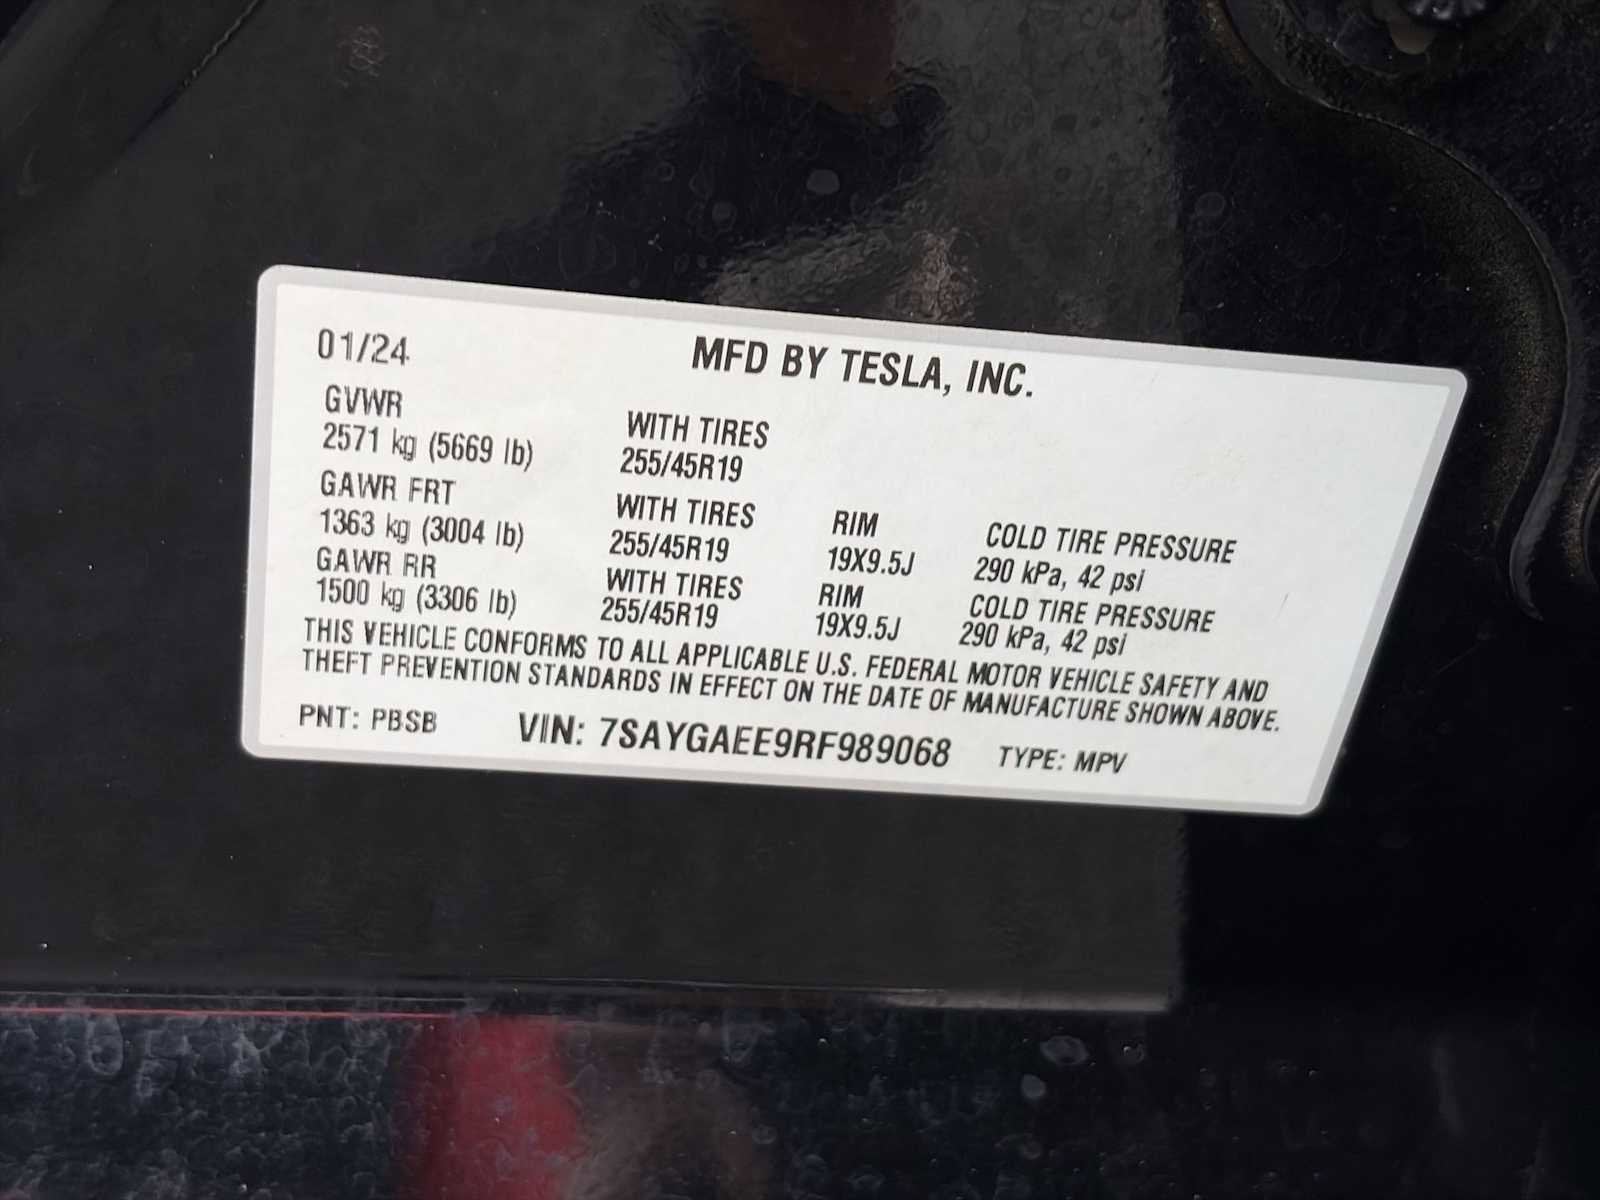 01/24 MFD BY TESLA, INC.
GVWR WITH TIRES
2571 kg (5669 lb) 255/45R19
GAWR FRT WITH TIRES RIM COLD TIRE PRESSURE
1363 kg (3004 lb) 255/45R19 19X9.5J 290 kPa, 42 psi
GAWR RR WITH TIRES RIM COLD TIRE PRESSURE
1500 kg (3306 lb) 255/45R19 19X9.5J 290 kPa, 42 psi
THIS VEHICLE CONFORMS TO ALL APPLICABLE U.S. FEDERAL MOTOR VEHICLE SAFETY AND
THEFT PREVENTION STANDARDS IN EFFECT ON THE DATE OF MANUFACTURE SHOWN ABOVE.
PNT: PBSB VIN: 7SAYGAEE9RF989068 TYPE: MPV